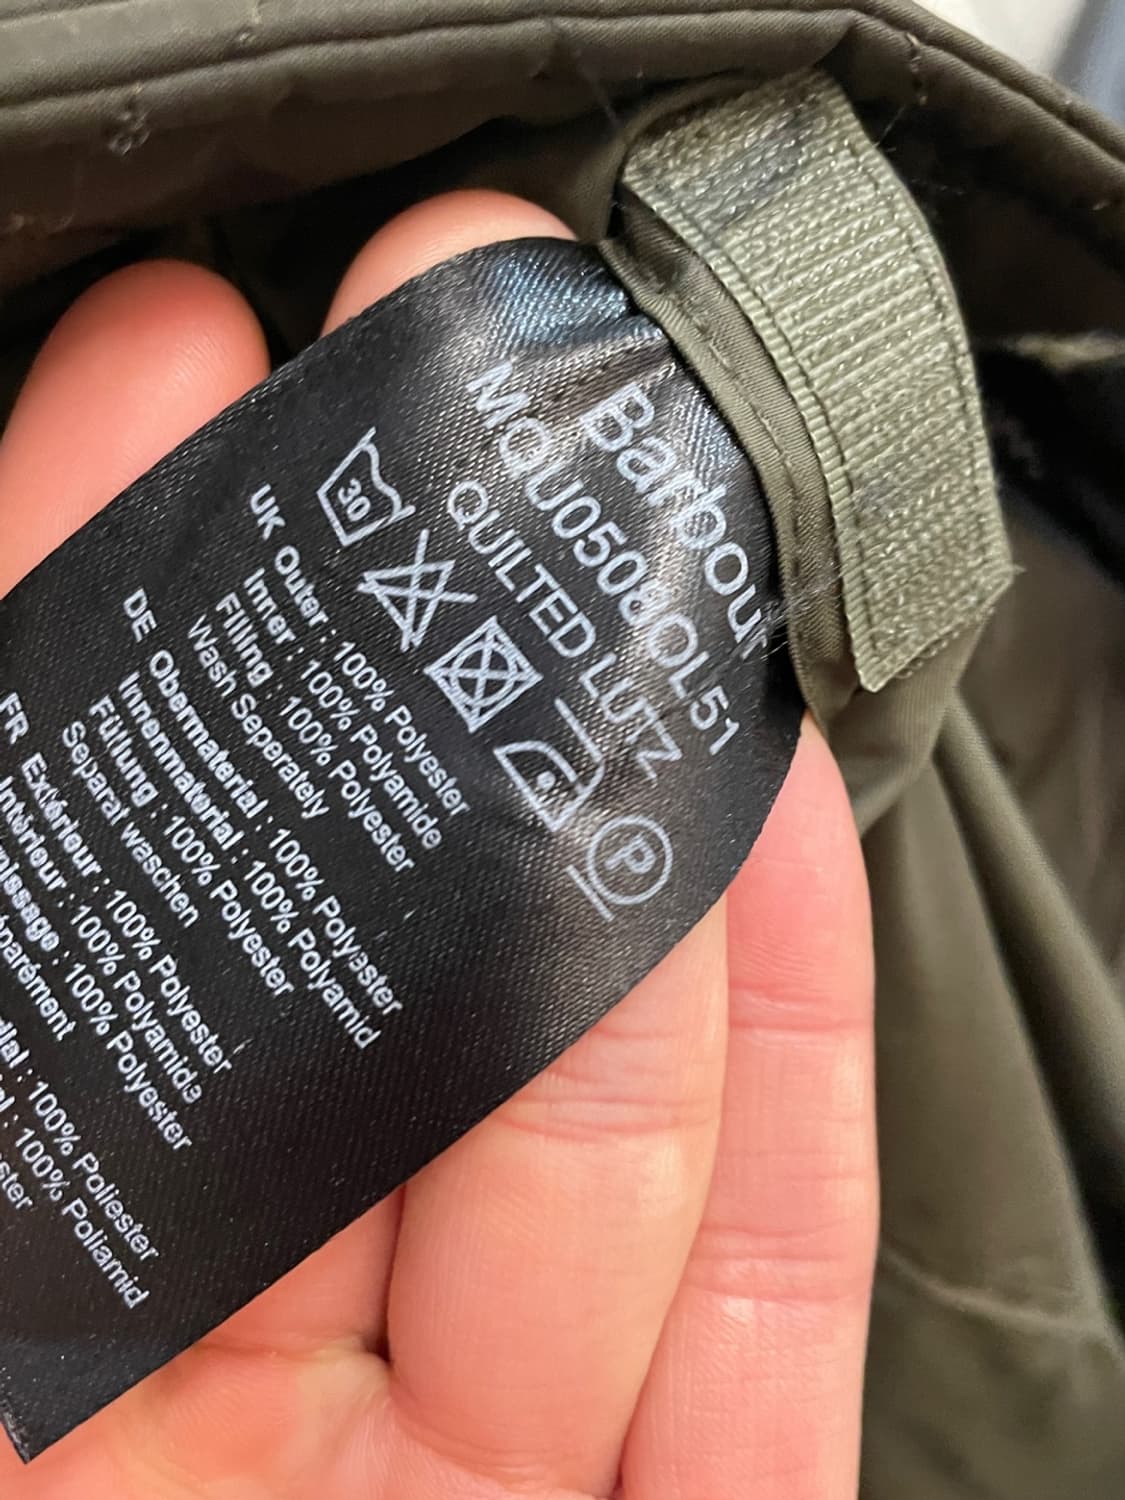 Barbour
MQU0508OL51
QUILTED LUTZ
30
P
UK Outer : 100% Polyester
Inner : 100% Polyamide
Filling : 100% Polyester
Wash Seperately
DE Obermaterial : 100% Polyester
Innenmaterial : 100% Polyamid
Füllung : 100% Polyester
Separat waschen
FR Extérieur : 100% Polyester
Intérieur : 100% Polyamide
: 100% Polyester
: 100% Poliester
: 100% Poliamid